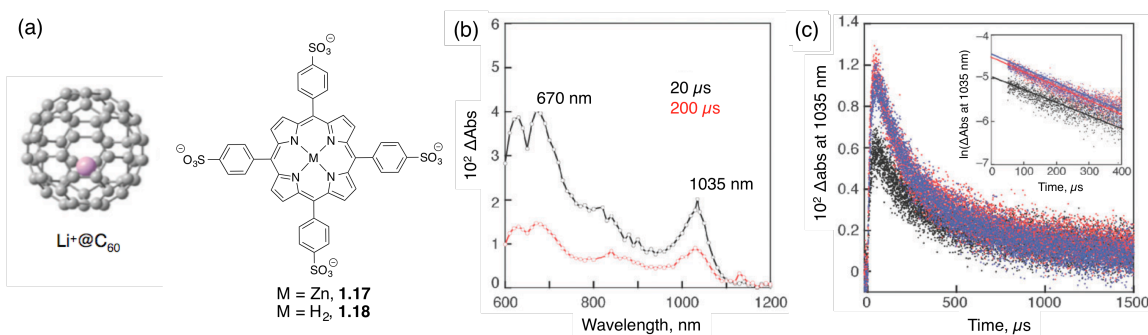 (a)
Li⁺@C₆₀
SO₃⊖
SO₃⊖
SO₃⊖
SO₃⊖
N
N
N
N
M
M = Zn, 1.17
M = H₂, 1.18
(b)
10² ΔAbs
6
5
4
3
2
1
0
670 nm
20 µs
200 µs
1035 nm
600
800
1000
1200
Wavelength, nm
(c)
10² Δabs at 1035 nm
1.4
1.2
1.0
0.8
0.6
0.4
0.2
0
0
500
1000
1500
Time, µs
ln(ΔAbs at 1035 nm)
–4
–5
–6
–7
0
100
200
300
400
Time, µs